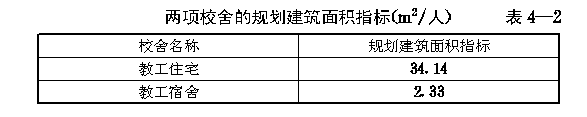 两项校舍的规划建筑面积指标(m²/人) 表4—2
校舍名称 规划建筑面积指标
教工住宅 34.14
教工宿舍 2.33